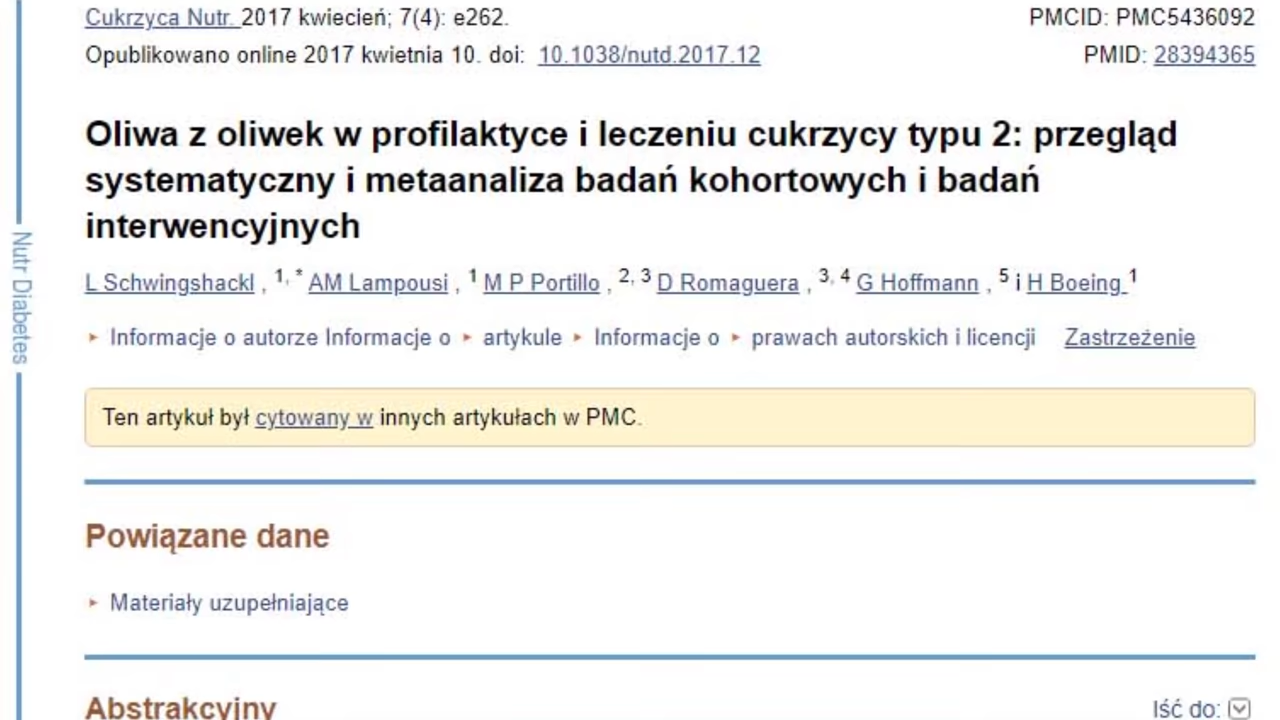 Cukrzyca Nutr. 2017 kwiecień; 7(4): e262.
PMCID: PMC5436092
Opublikowano online 2017 kwietnia 10. doi: 10.1038/nutd.2017.12
PMID: 28394365
Oliwa z oliwek w profilaktyce i leczeniu cukrzycy typu 2: przegląd
systematyczny i metaanaliza badań kohortowych i badań
interwencyjnych
L Schwingshackl , 1, * AM Lampousi , 1 M P Portillo , 2, 3 D Romaguera , 3, 4 G Hoffmann , 5 i H Boeing 1
Informacje o autorze Informacje o ▸ artykule ▸ Informacje o ▸ prawach autorskich i licencji Zastrzeżenie
Ten artykuł był cytowany w innych artykułach w PMC.
Powiązane dane
Materiały uzupełniające
Abstrakcyjny
Iść do:
Nutr Diabetes